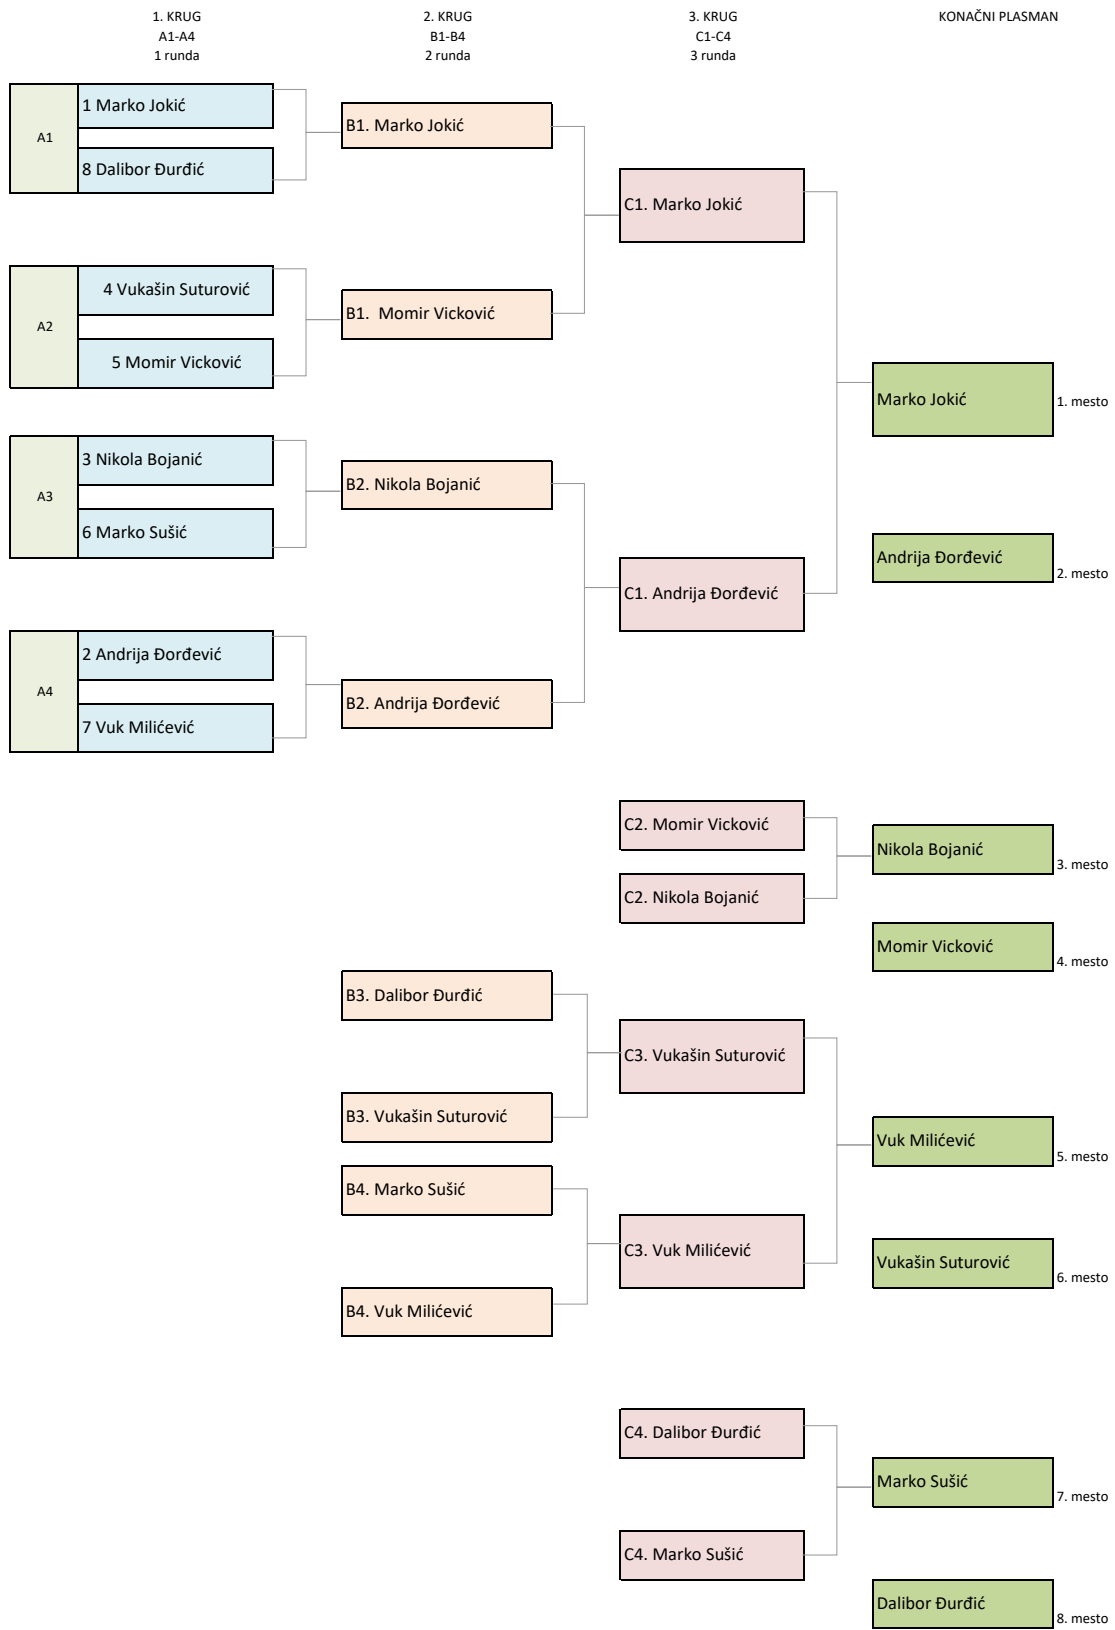 1. KRUG
A1-A4
1 runda
2. KRUG
B1-B4
2 runda
3. KRUG
C1-C4
3 runda
KONAČNI PLASMAN
A1
1 Marko Jokić
8 Dalibor Đurđić
A2
4 Vukašin Suturović
5 Momir Vicković
A3
3 Nikola Bojanić
6 Marko Sušić
A4
2 Andrija Đorđević
7 Vuk Milićević
B1. Marko Jokić
B1. Momir Vicković
B2. Nikola Bojanić
B2. Andrija Đorđević
B3. Dalibor Đurđić
B3. Vukašin Suturović
B4. Marko Sušić
B4. Vuk Milićević
C1. Marko Jokić
C1. Andrija Đorđević
C2. Momir Vicković
C2. Nikola Bojanić
C3. Vukašin Suturović
C3. Vuk Milićević
C4. Dalibor Đurđić
C4. Marko Sušić
Marko Jokić
1. mesto
Andrija Đorđević
2. mesto
Nikola Bojanić
3. mesto
Momir Vicković
4. mesto
Vuk Milićević
5. mesto
Vukašin Suturović
6. mesto
Marko Sušić
7. mesto
Dalibor Đurđić
8. mesto